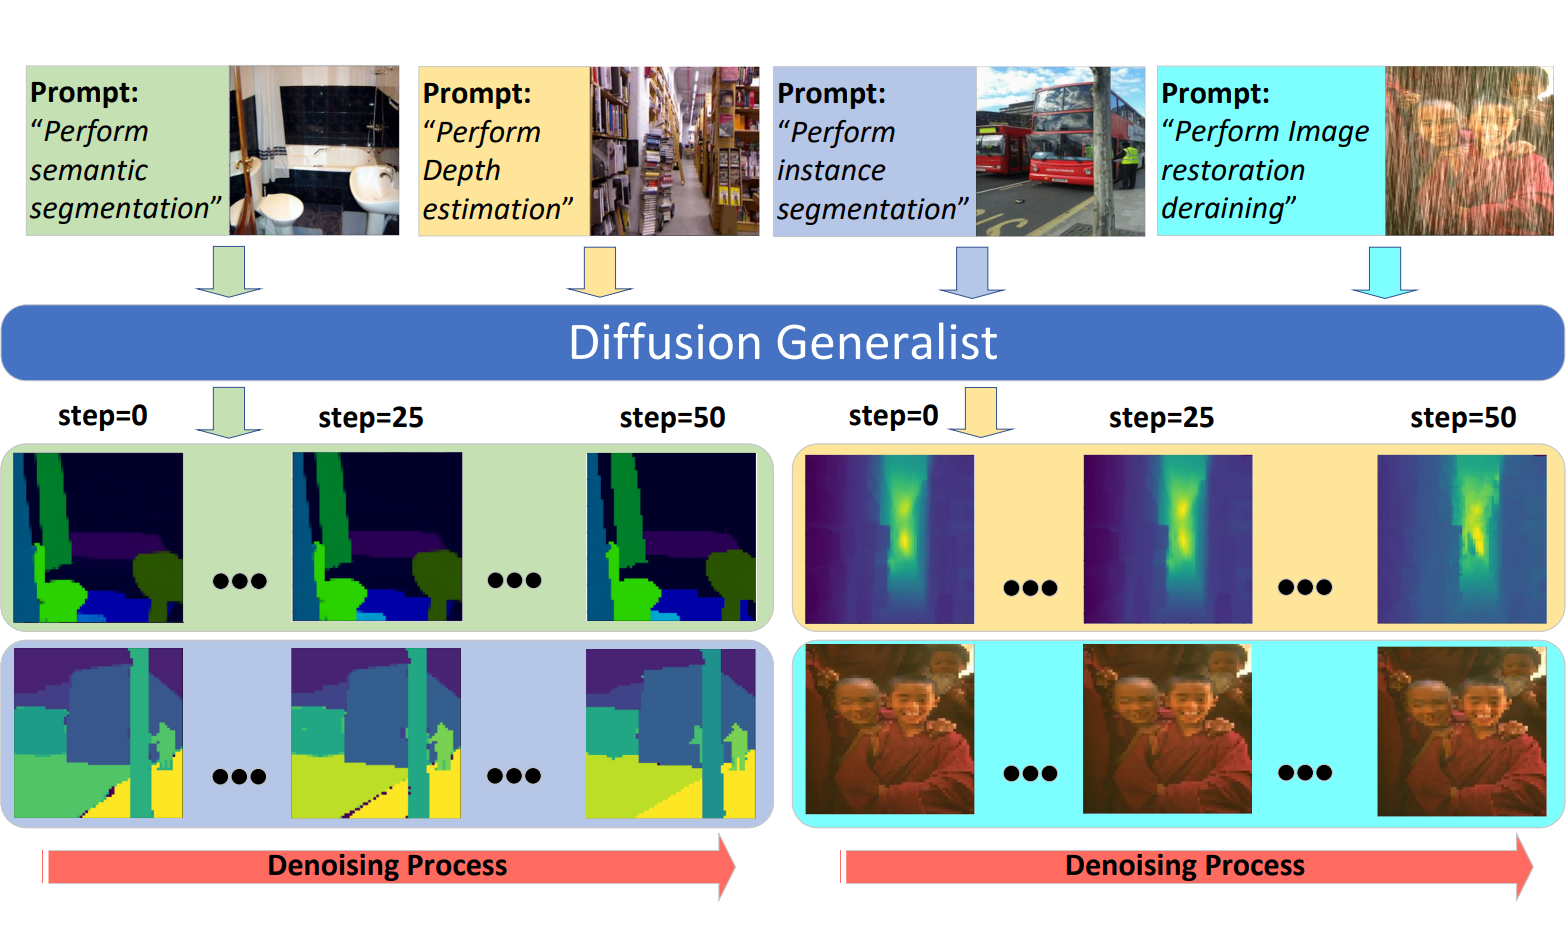 Prompt:
“Perform
semantic
segmentation”
Prompt:
“Perform
Depth
estimation”
Prompt:
“Perform
instance
segmentation”
Prompt:
“Perform Image
restoration
deraining”
Diffusion Generalist
step=0
step=25
step=50
step=0
step=25
step=50
Denoising Process
Denoising Process